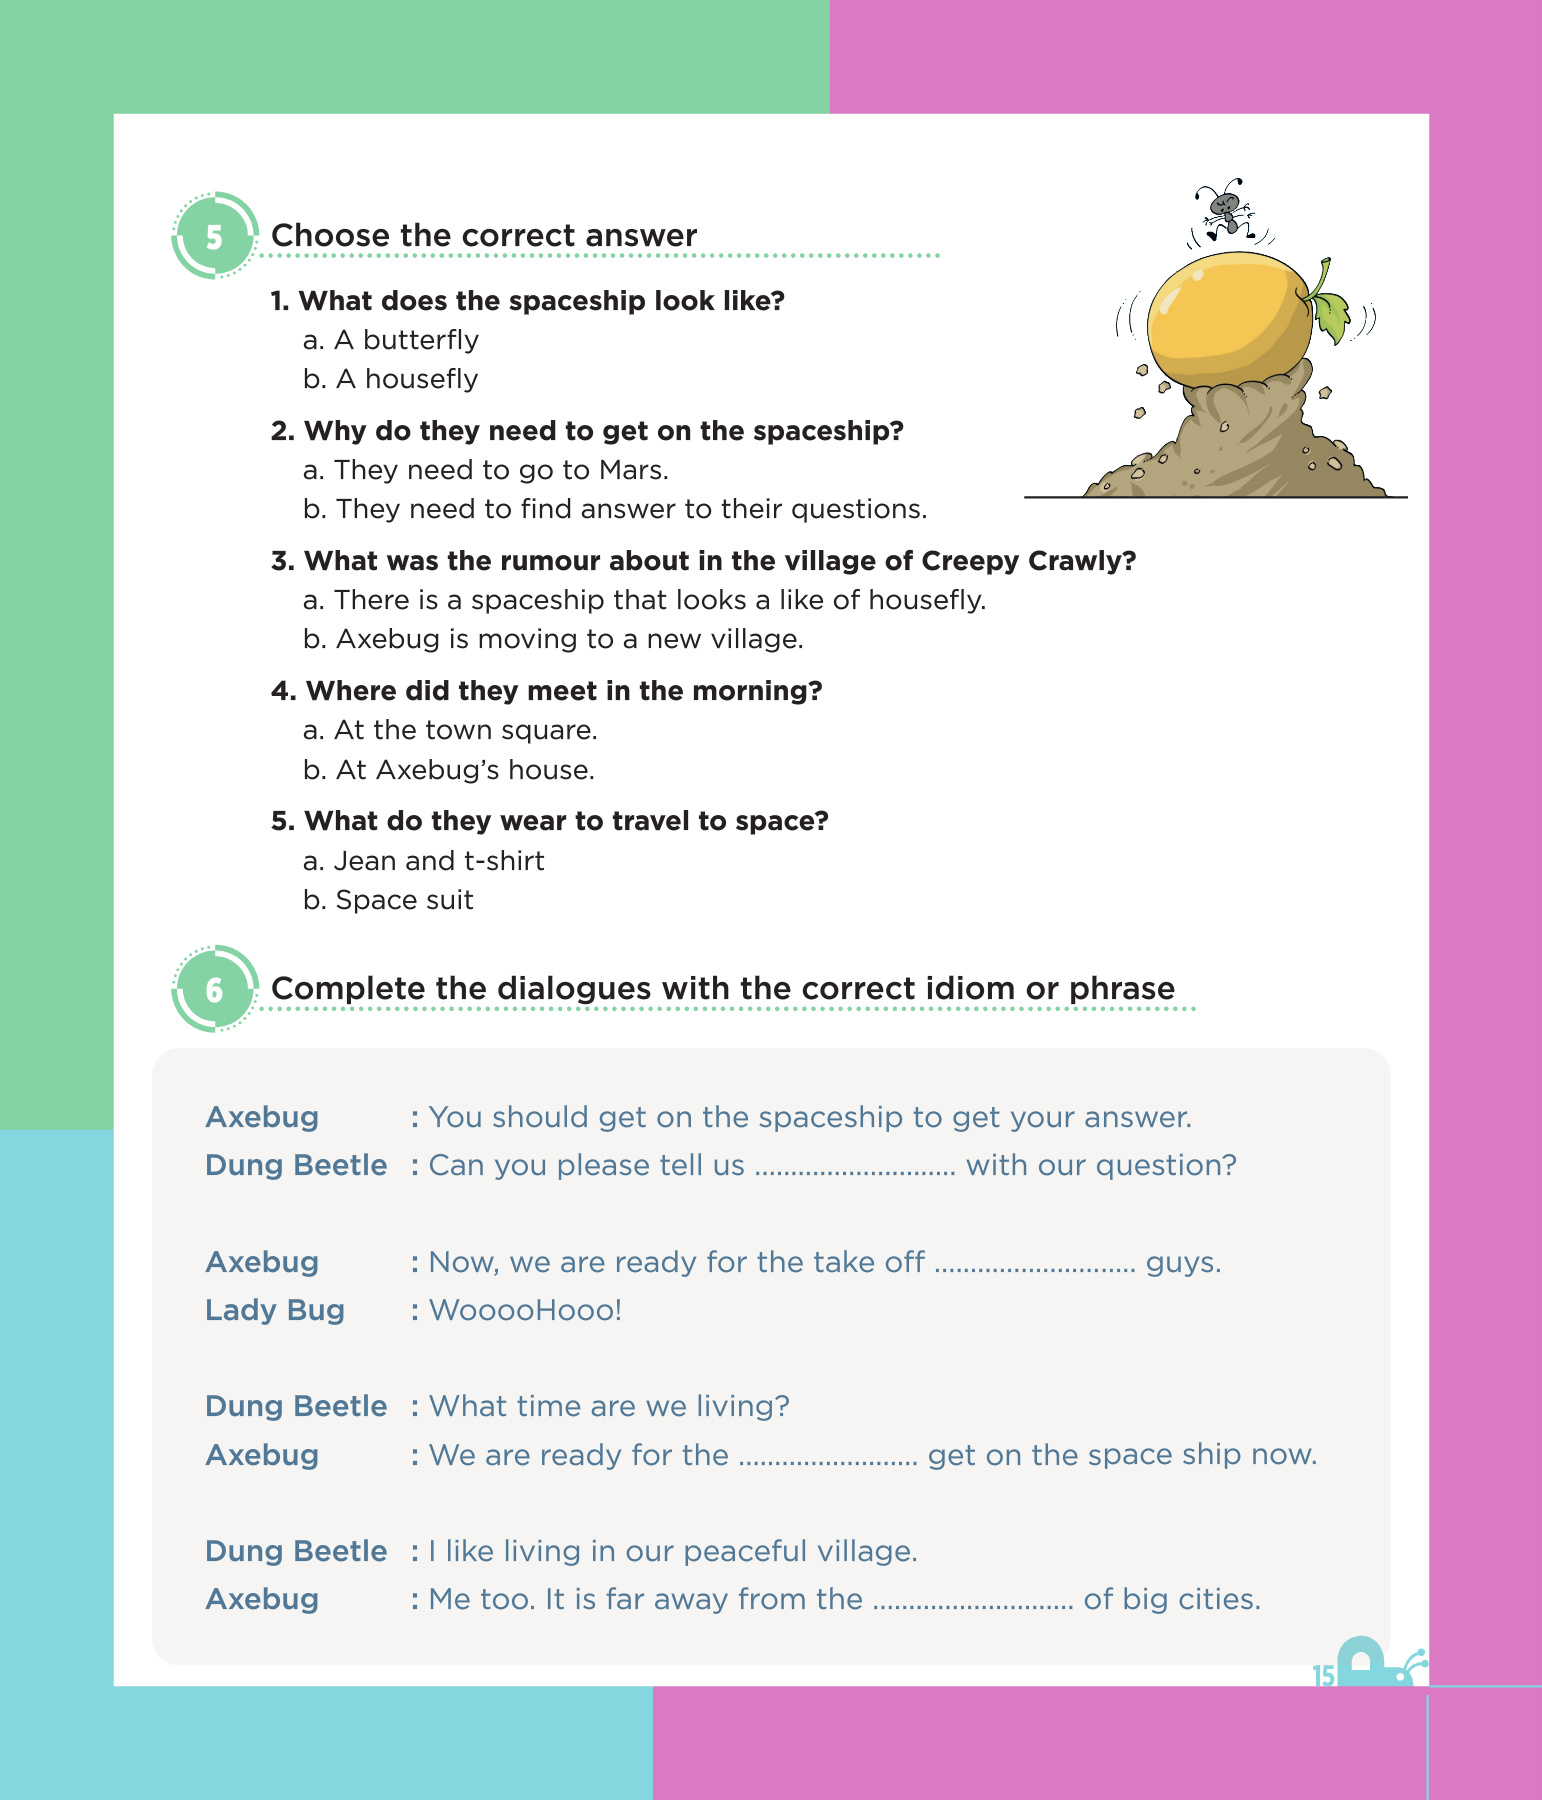 5 Choose the correct answer
1. What does the spaceship look like?
a. A butterfly
b. A housefly
2. Why do they need to get on the spaceship?
a. They need to go to Mars.
b. They need to find answer to their questions.
3. What was the rumour about in the village of Creepy Crawly?
a. There is a spaceship that looks a like of housefly.
b. Axebug is moving to a new village.
4. Where did they meet in the morning?
a. At the town square.
b. At Axebug’s house.
5. What do they wear to travel to space?
a. Jean and t-shirt
b. Space suit
6 Complete the dialogues with the correct idiom or phrase
Axebug : You should get on the spaceship to get your answer.
Dung Beetle : Can you please tell us ............................ with our question?
Axebug : Now, we are ready for the take off ............................ guys.
Lady Bug : WooooHooo!
Dung Beetle : What time are we living?
Axebug : We are ready for the ......................... get on the space ship now.
Dung Beetle : I like living in our peaceful village.
Axebug : Me too. It is far away from the ............................ of big cities.
15